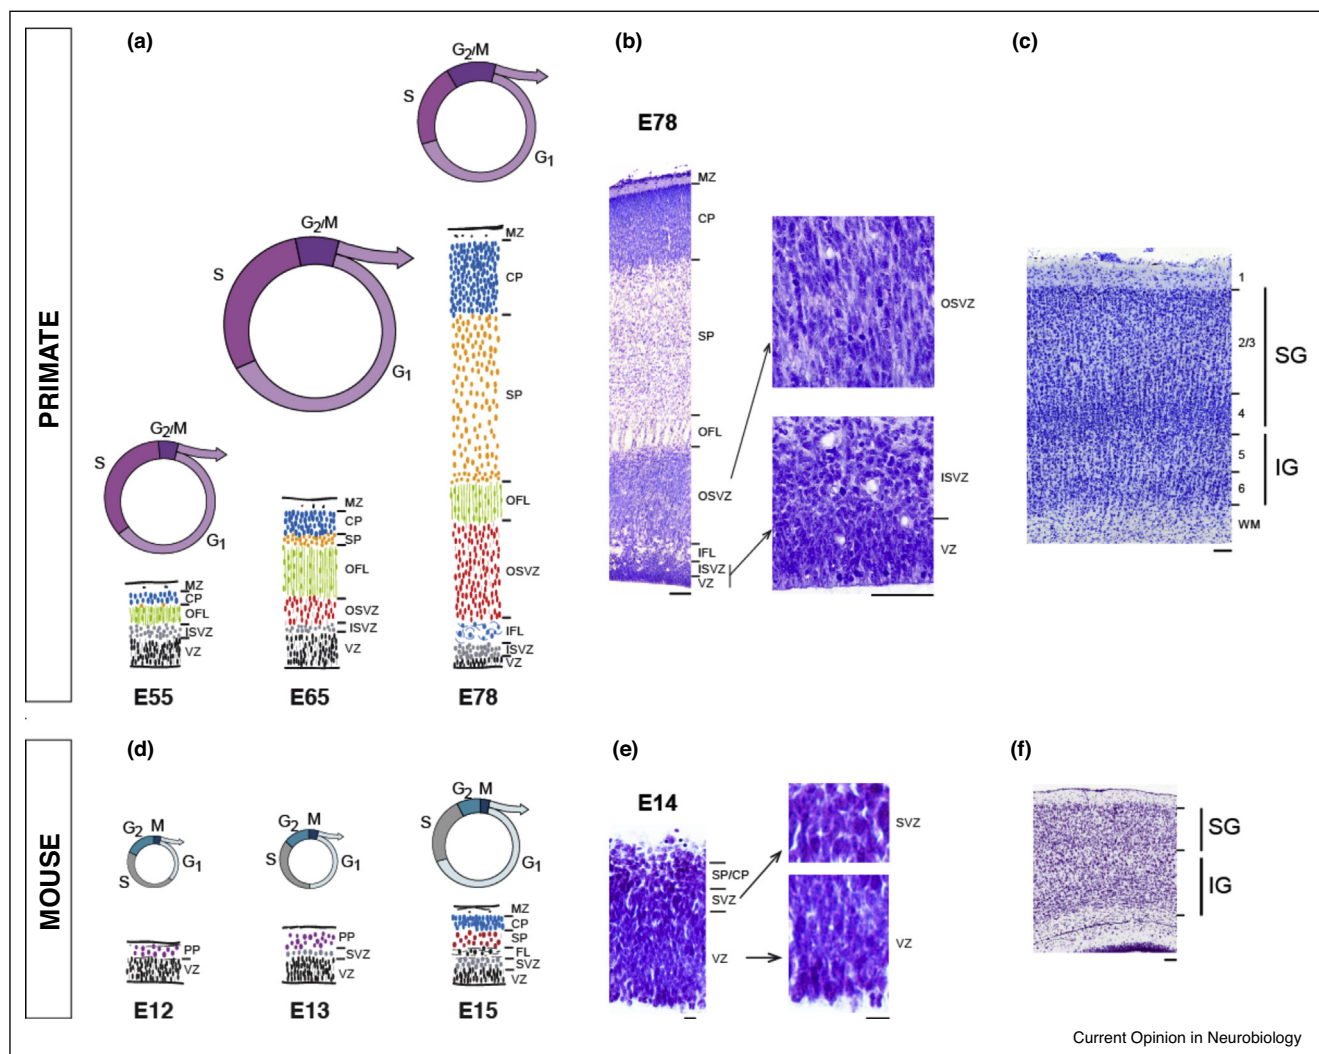 PRIMATE
(a)
G2/M
S
G1
G2/M
S
G1
G2/M
S
G1
MZ
CP
OFL
ISVZ
VZ
E55
MZ
CP
SP
OFL
OSVZ
ISVZ
VZ
E65
MZ
CP
SP
OFL
OSVZ
IFL
ISVZ
VZ
E78
(b)
E78
MZ
CP
SP
OFL
OSVZ
IFL
ISVZ
VZ
OSVZ
ISVZ
VZ
(c)
1
2/3
4
5
6
WM
SG
IG
MOUSE
(d)
G2 M
S
G1
PP
VZ
E12
G2 M
S
G1
PP
SVZ
VZ
E13
G2 M
S
G1
MZ
CP
SP
FL
SVZ
VZ
E15
(e)
E14
SP/CP
SVZ
VZ
SVZ
VZ
(f)
SG
IG
Current Opinion in Neurobiology